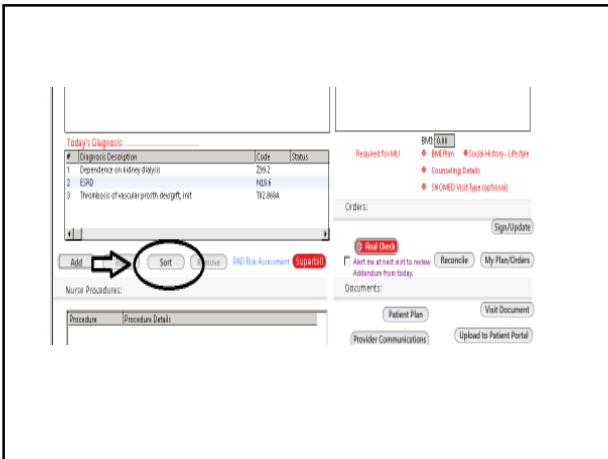 Today's Diagnosis:
# Diagnosis Description Code Status
1 Dependence on kidney dialysis Z99.2
2 ESRD N18.6
3 Thrombosis of vascular prosth dev/grft, init T82.868A
Add Sort Remove PAD Risk Assessment Superbill
Nurse Procedures:
Procedure Procedure Details
BMI 0.00
Required for MU BMI Plan Social History - Lifestyle
Counseling Details
SNOMED Visit Type (optional)
Orders:
Sign/Update
Final Check
Alert me at next visit to review
Addendum from today.
Reconcile My Plan/Orders
Documents:
Patient Plan Visit Document
Provider Communications Upload to Patient Portal